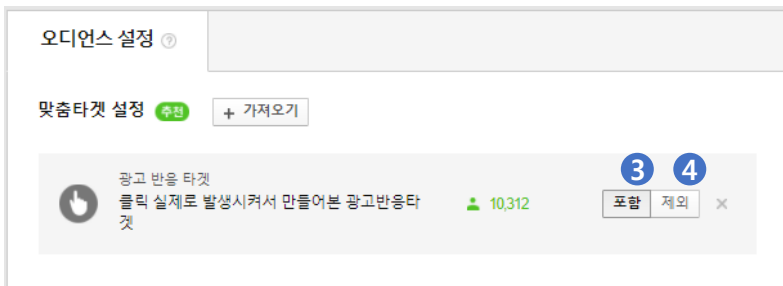 오디언스 설정 ?
맞춤타겟 설정 추천 + 가져오기
3 4
광고 반응 타겟
클릭 실제로 발생시켜서 만들어본 광고반응타
겟
10,312
포함 제외 ×